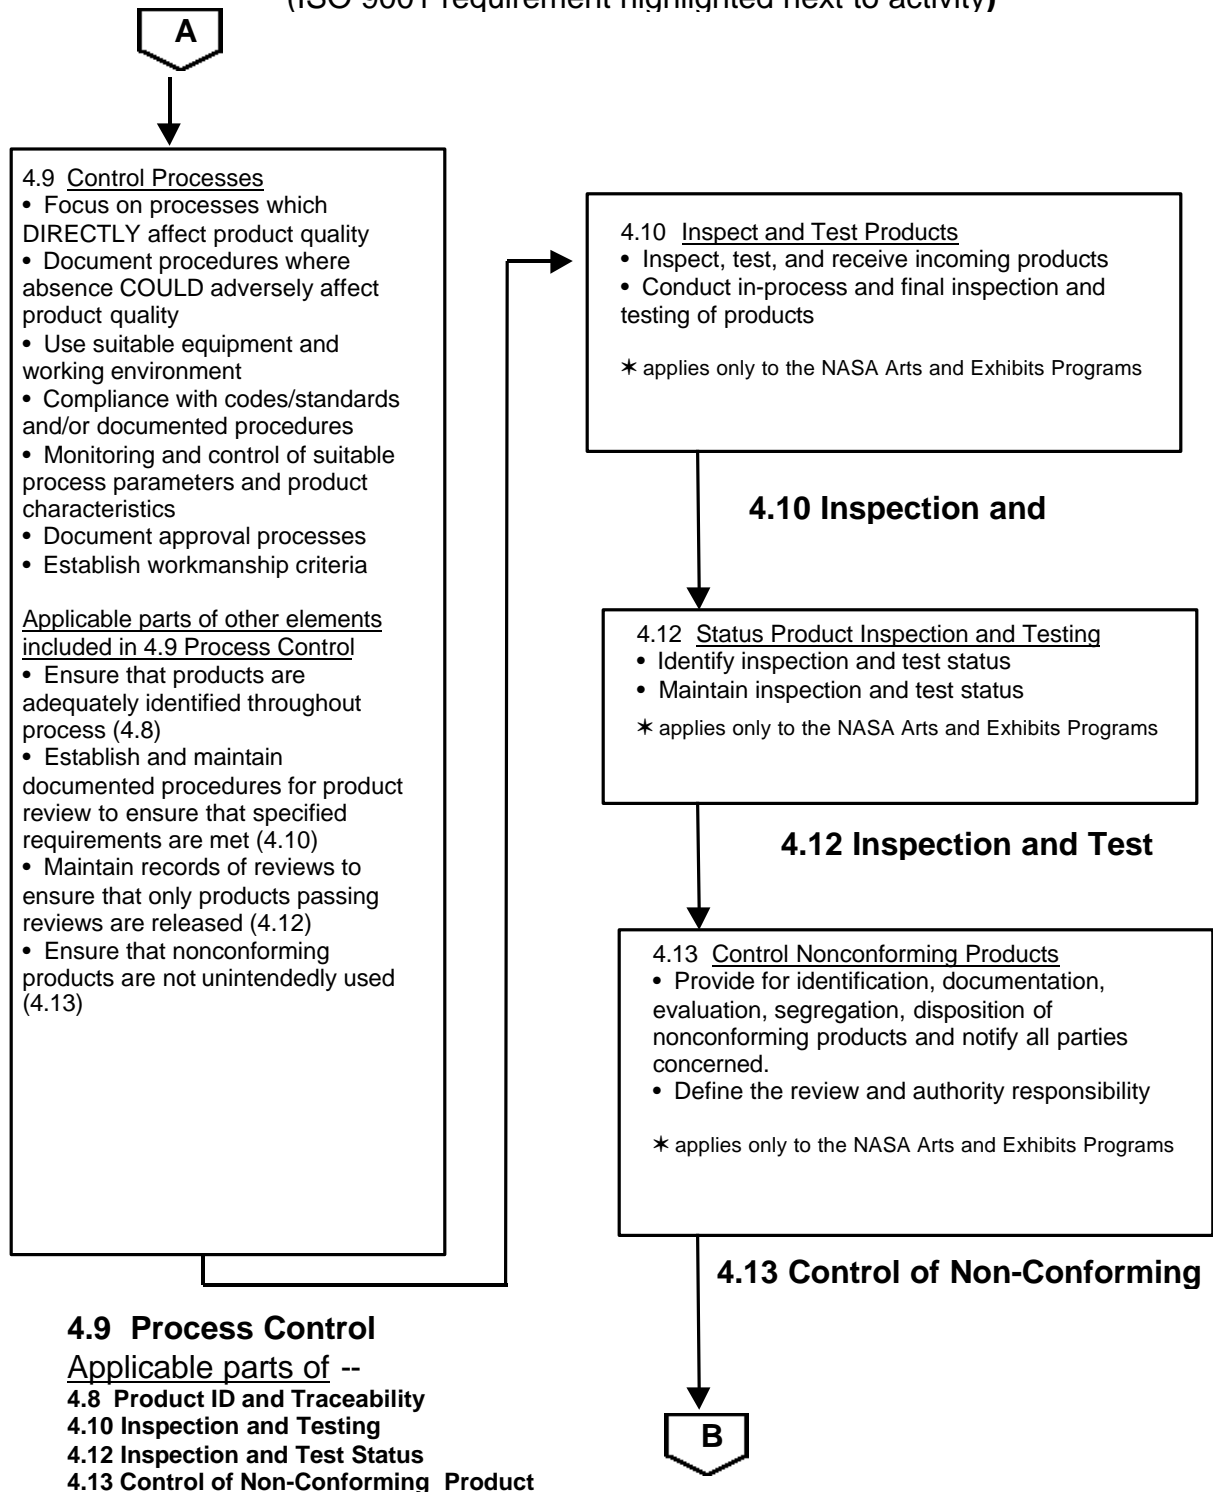 (ISO 9001 requirement highlighted next to activity)
A
4.9 Control Processes
• Focus on processes which
DIRECTLY affect product quality
• Document procedures where
absence COULD adversely affect
product quality
• Use suitable equipment and
working environment
• Compliance with codes/standards
and/or documented procedures
• Monitoring and control of suitable
process parameters and product
characteristics
• Document approval processes
• Establish workmanship criteria
Applicable parts of other elements
included in 4.9 Process Control
• Ensure that products are
adequately identified throughout
process (4.8)
• Establish and maintain
documented procedures for product
review to ensure that specified
requirements are met (4.10)
• Maintain records of reviews to
ensure that only products passing
reviews are released (4.12)
• Ensure that nonconforming
products are not unintendedly used
(4.13)
4.9 Process Control
Applicable parts of --
4.8 Product ID and Traceability
4.10 Inspection and Testing
4.12 Inspection and Test Status
4.13 Control of Non-Conforming Product
4.10 Inspect and Test Products
• Inspect, test, and receive incoming products
• Conduct in-process and final inspection and
testing of products
✶ applies only to the NASA Arts and Exhibits Programs
4.10 Inspection and
4.12 Status Product Inspection and Testing
• Identify inspection and test status
• Maintain inspection and test status
✶ applies only to the NASA Arts and Exhibits Programs
4.12 Inspection and Test
4.13 Control Nonconforming Products
• Provide for identification, documentation,
evaluation, segregation, disposition of
nonconforming products and notify all parties
concerned.
• Define the review and authority responsibility
✶ applies only to the NASA Arts and Exhibits Programs
4.13 Control of Non-Conforming
B